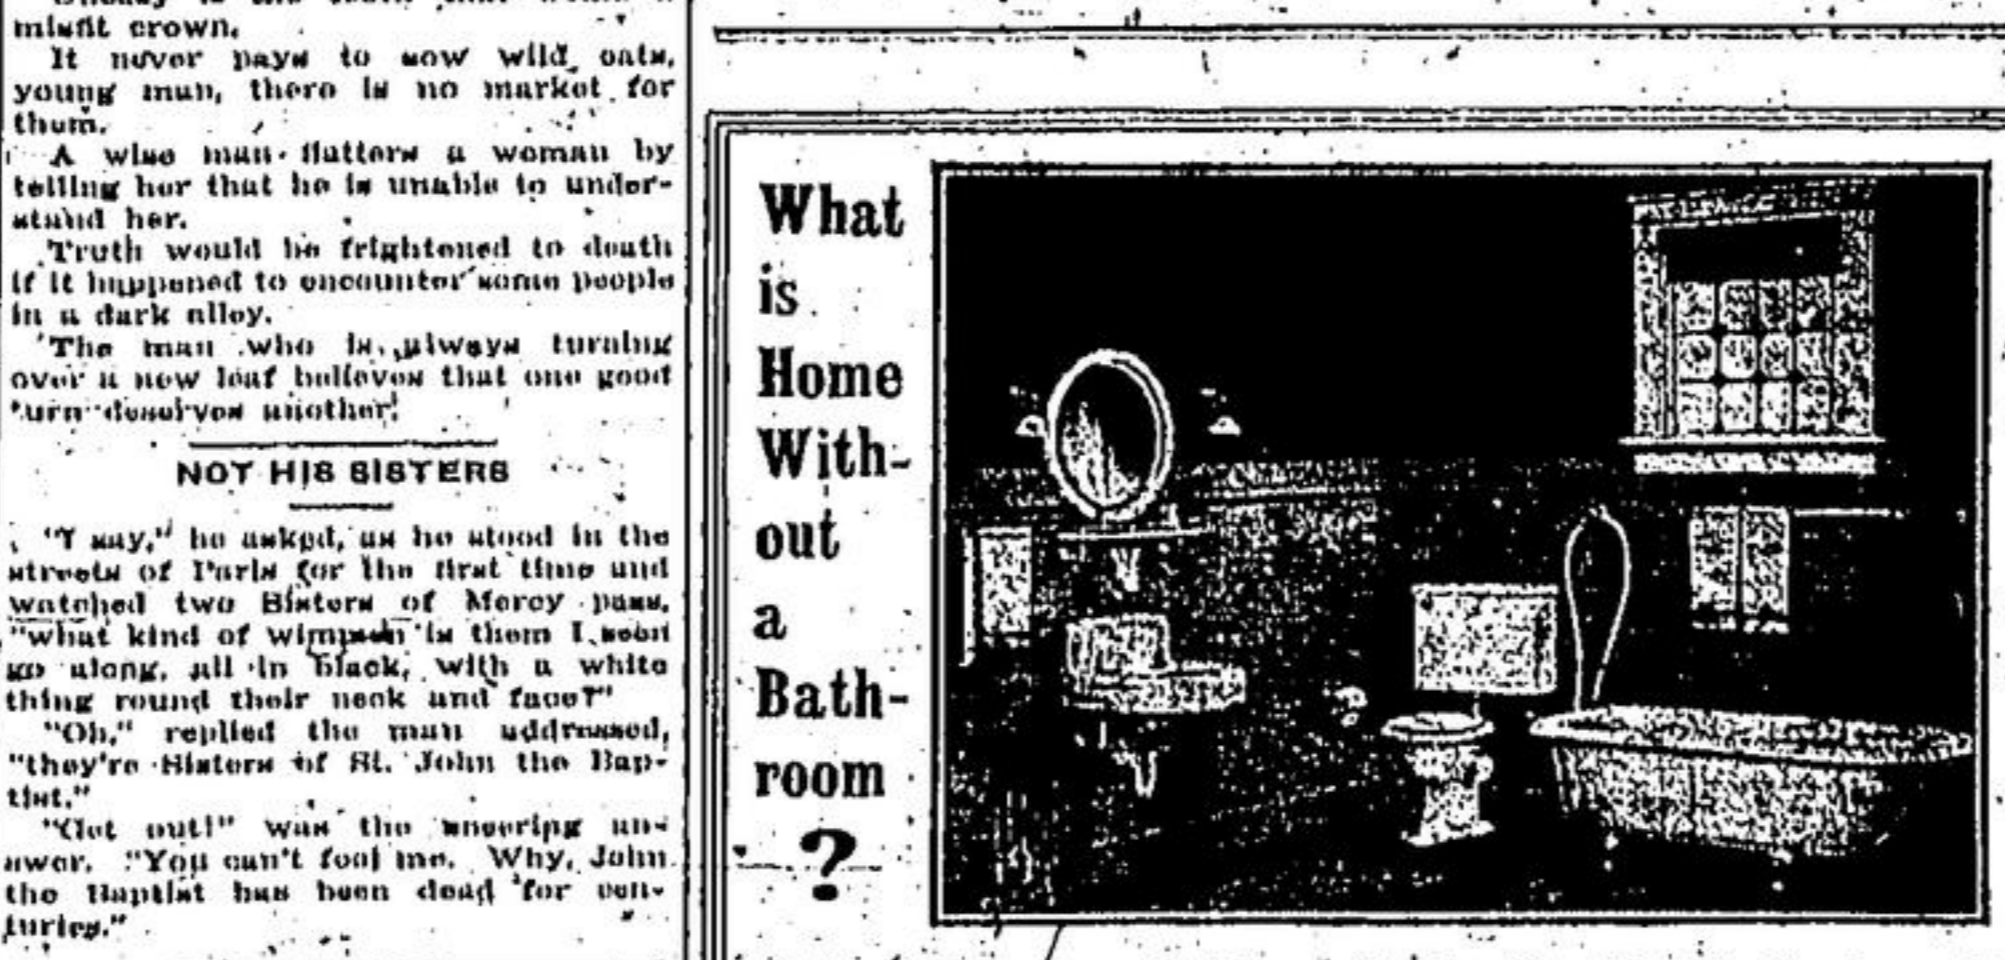 misfit crown.
It never pays to sow wild oats,
young man, there is no market for
them.
A wise man flatters a woman by
telling her that he is unable to under-
stand her.
Truth would be frightened to death
if it happened to encounter some people
in a dark alley.
The man who is always turning
over a new leaf believes that one good
turn deserves another.
NOT HIS SISTERS
"I say," he asked, as he stood in the
streets of Paris for the first time and
watched two Sisters of Mercy pass,
"what kind of wimmen is them I seen
go along, all in black, with a white
thing round their neck and face?"
"Oh," replied the man addressed,
"they're Sisters of St. John the Bap-
tist."
"Get out!" was the sneering an-
swer. "You can't fool me. Why, John
the Baptist has been dead for cen-
turies."
What
is
Home
With-
out
a
Bath-
room
?